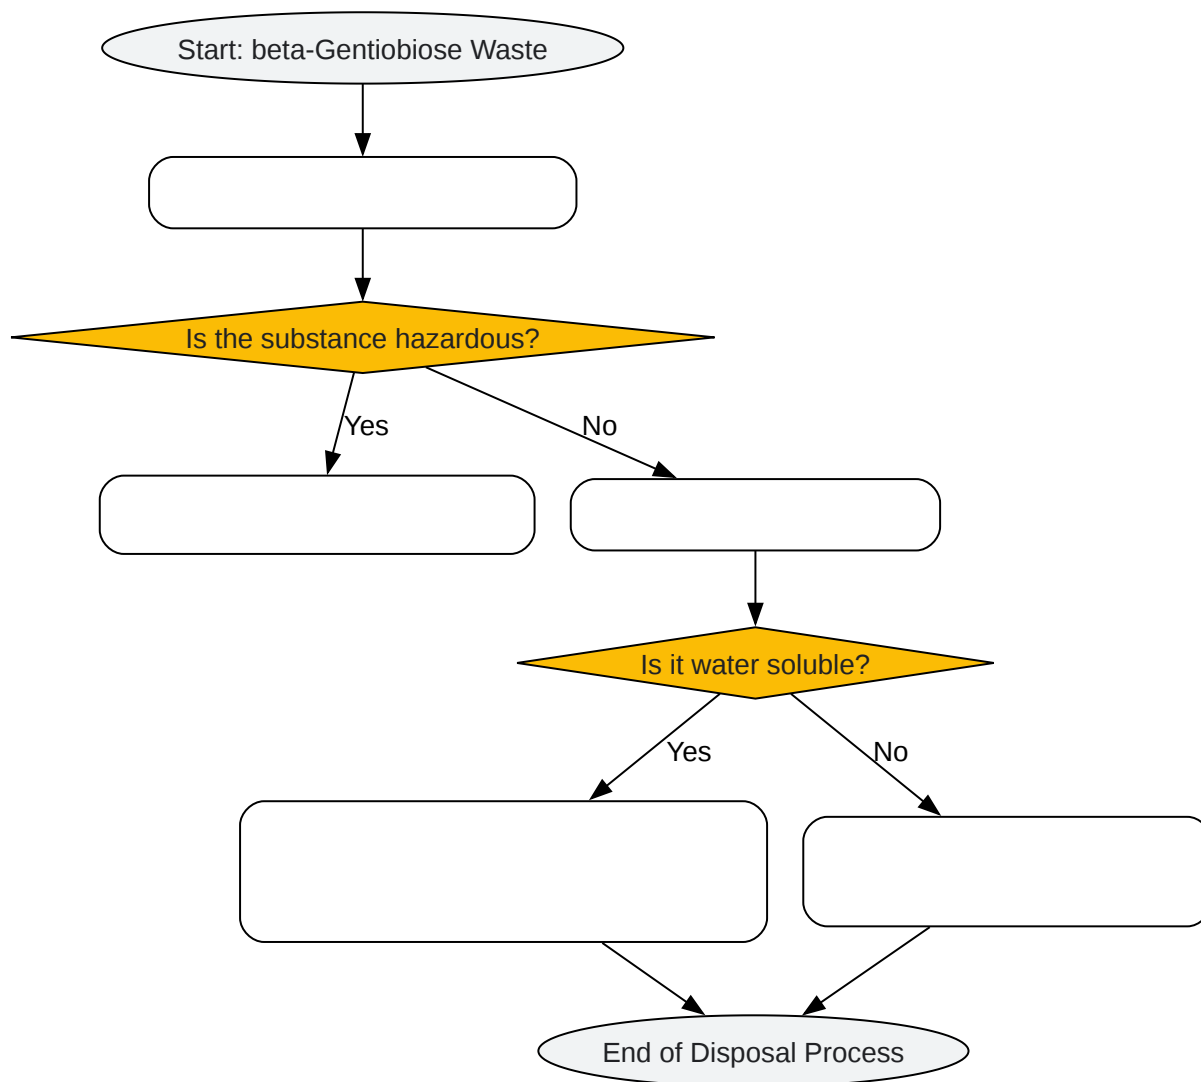 Start: beta-Gentiobiose Waste
Is the substance hazardous?
Yes
No
Is it water soluble?
Yes
No
End of Disposal Process